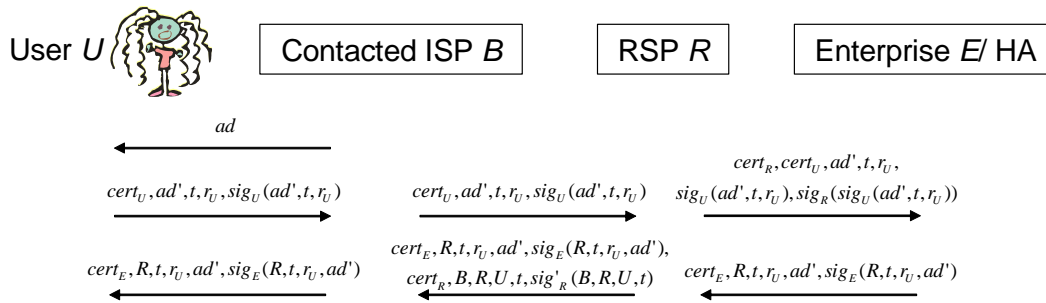 User U
Contacted ISP B
RSP R
Enterprise E/ HA
ad
cert_U, ad', t, r_U, sig_U(ad', t, r_U)
cert_U, ad', t, r_U, sig_U(ad', t, r_U)
cert_R, cert_U, ad', t, r_U,
sig_U(ad', t, r_U), sig_R(sig_U(ad', t, r_U))
cert_E, R, t, r_U, ad', sig_E(R, t, r_U, ad')
cert_E, R, t, r_U, ad', sig_E(R, t, r_U, ad'),
cert_R, B, R, U, t, sig'_R(B, R, U, t)
cert_E, R, t, r_U, ad', sig_E(R, t, r_U, ad')